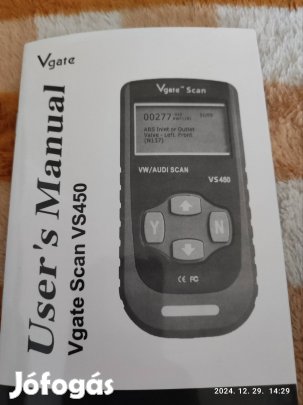 Vgate
User's Manual
Vgate Scan VS450
Vgate™ Scan
00277
ABS Inlet or Outlet
Valve - Left, Front
(N137)
VW/AUDI SCAN
VS450
Y
N
CE FC
Jófogás
2024. 12. 29. 14:29